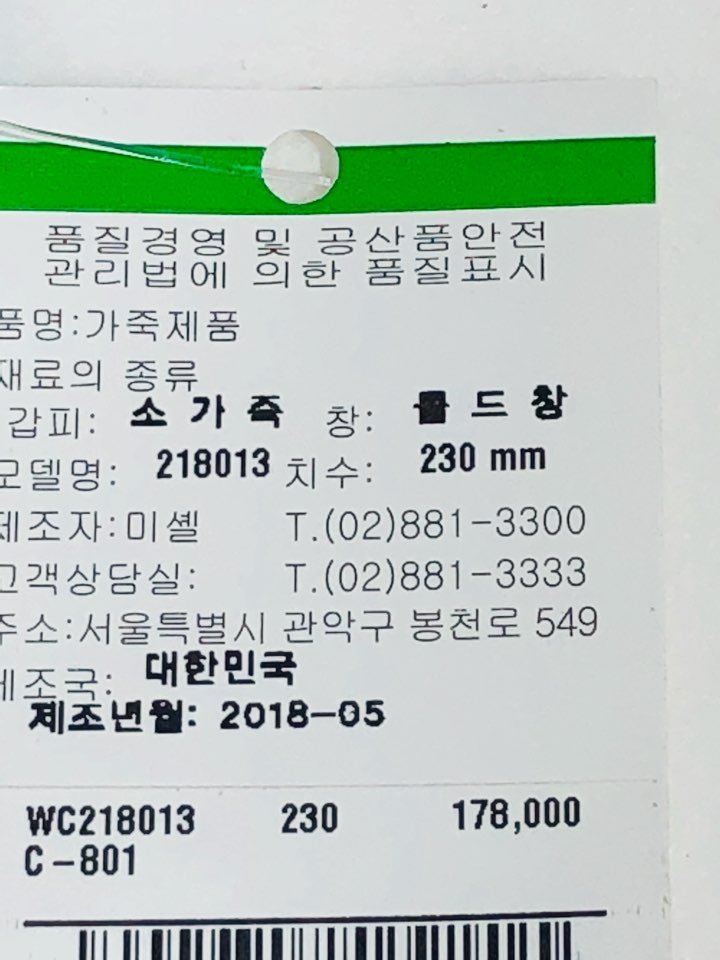 품질경영 및 공산품안전
관리법에 의한 품질표시
품명:가죽제품
재료의 종류
갑피: 소가죽 창: 몰드창
모델명: 218013 치수: 230 mm
제조자:미셸 T.(02)881-3300
고객상담실: T.(02)881-3333
주소:서울특별시 관악구 봉천로 549
제조국: 대한민국
제조년월: 2018-05
WC218013 230 178,000
C-801